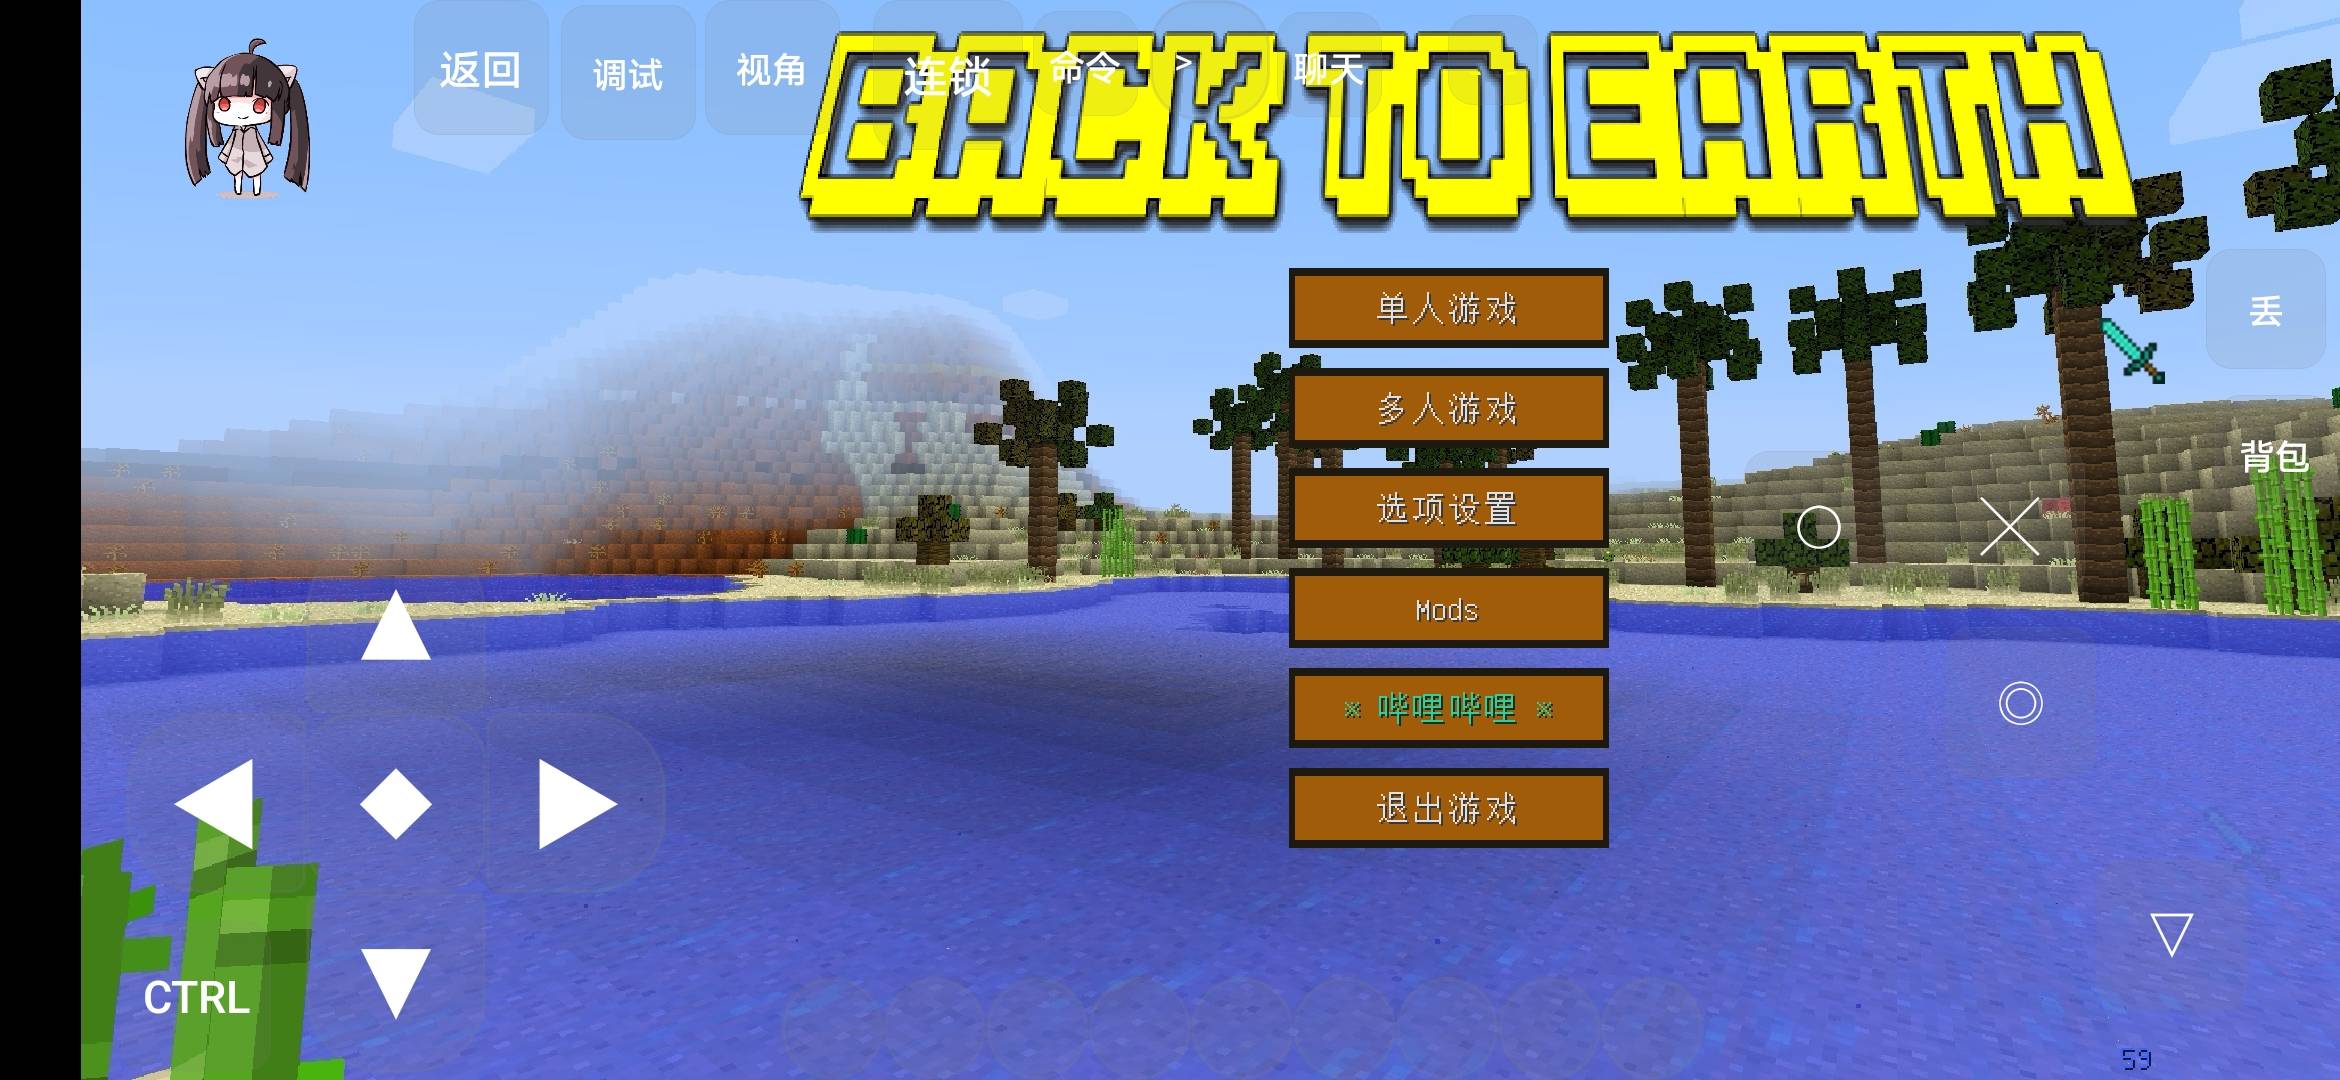 返回
调试
视角
连锁
命令
>
聊天
BACK TO EARTH
单人游戏
丢
多人游戏
背包
选项设置
Mods
※ 哔哩哔哩 ※
退出游戏
CTRL
59